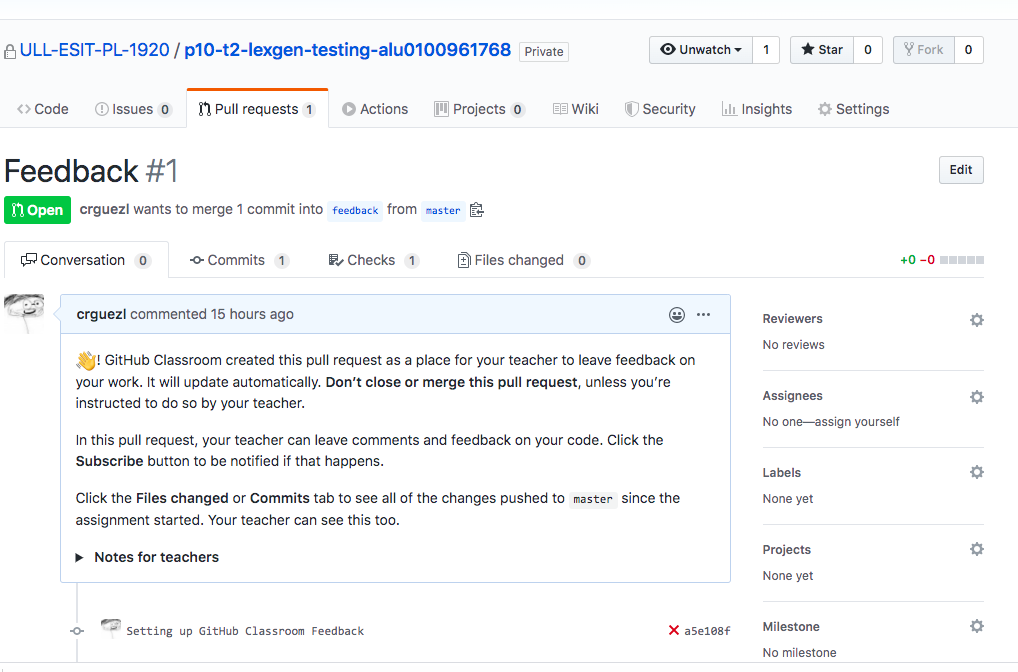 ULL-ESIT-PL-1920 / p10-t2-lexgen-testing-alu0100961768 Private
Unwatch 1 Star 0 Fork 0
Code Issues 0 Pull requests 1 Actions Projects 0 Wiki Security Insights Settings
Feedback #1
Edit
Open crguezl wants to merge 1 commit into feedback from master
Conversation 0 Commits 1 Checks 1 Files changed 0 +0 −0
crguezl commented 15 hours ago
👋! GitHub Classroom created this pull request as a place for your teacher to leave feedback on
your work. It will update automatically. Don’t close or merge this pull request, unless you’re
instructed to do so by your teacher.
In this pull request, your teacher can leave comments and feedback on your code. Click the
Subscribe button to be notified if that happens.
Click the Files changed or Commits tab to see all of the changes pushed to master since the
assignment started. Your teacher can see this too.
Notes for teachers
Setting up GitHub Classroom Feedback a5e108f
Reviewers
No reviews
Assignees
No one—assign yourself
Labels
None yet
Projects
None yet
Milestone
No milestone